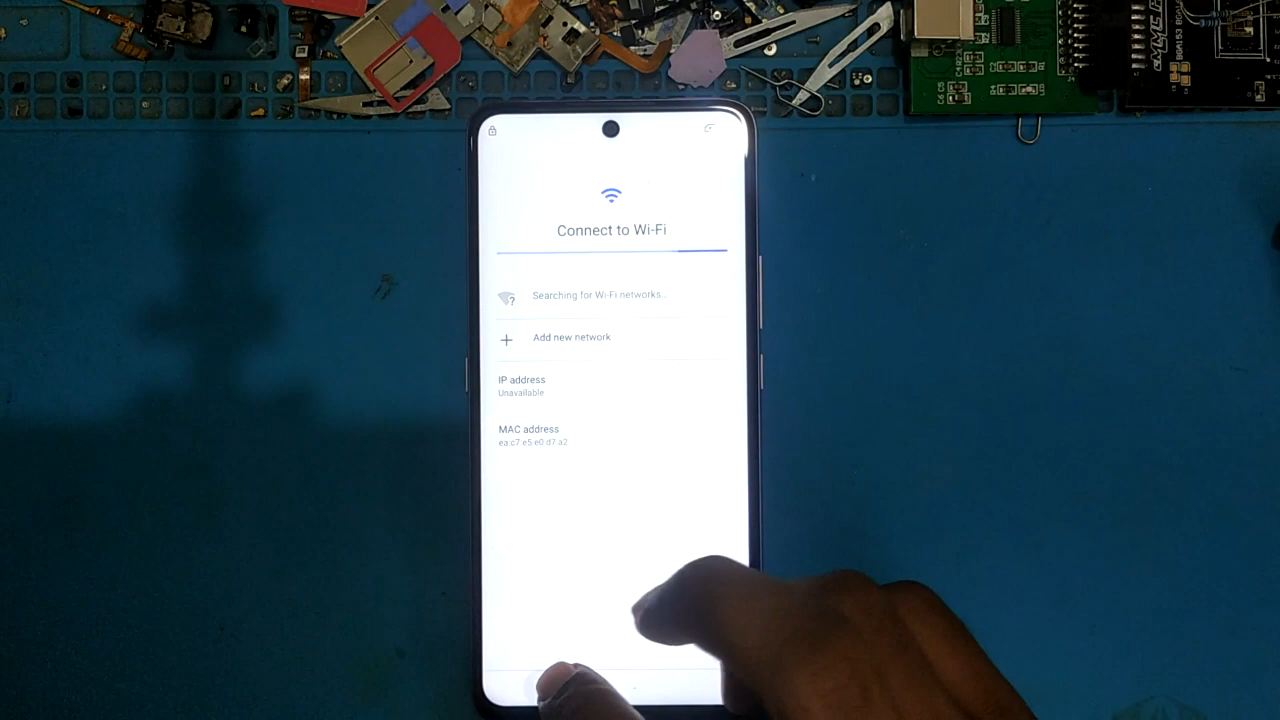 Connect to Wi-Fi
Searching for Wi-Fi networks..
Add new network
IP address
Unavailable
MAC address
ea:c7:e5:e0:d7:a2